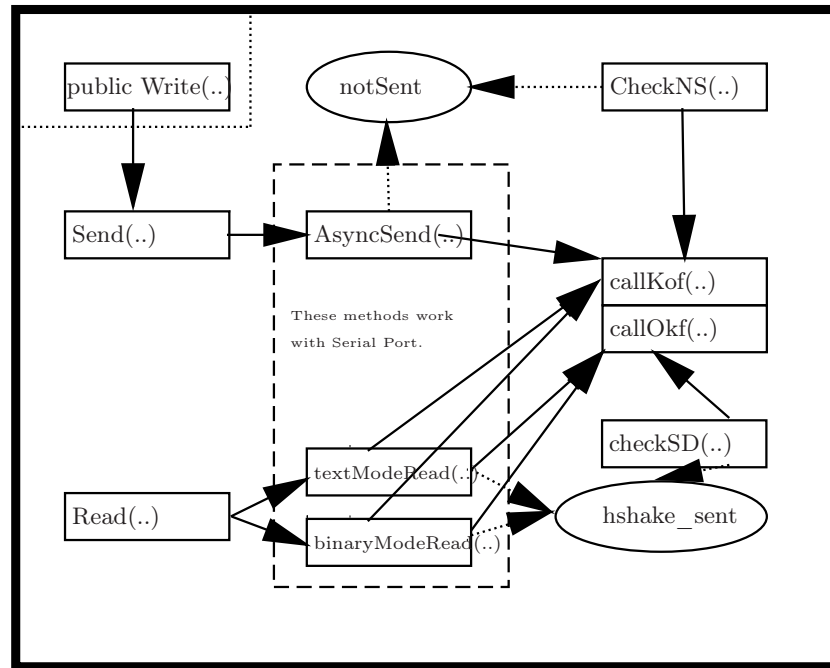 public Write(..)
notSent
CheckNS(..)
Send(..)
AsyncSend(..)
callKof(..)
callOkf(..)
These methods work
with Serial Port.
checkSD(..)
textModeRead(..)
Read(..)
binaryModeRead(..)
hshake_sent